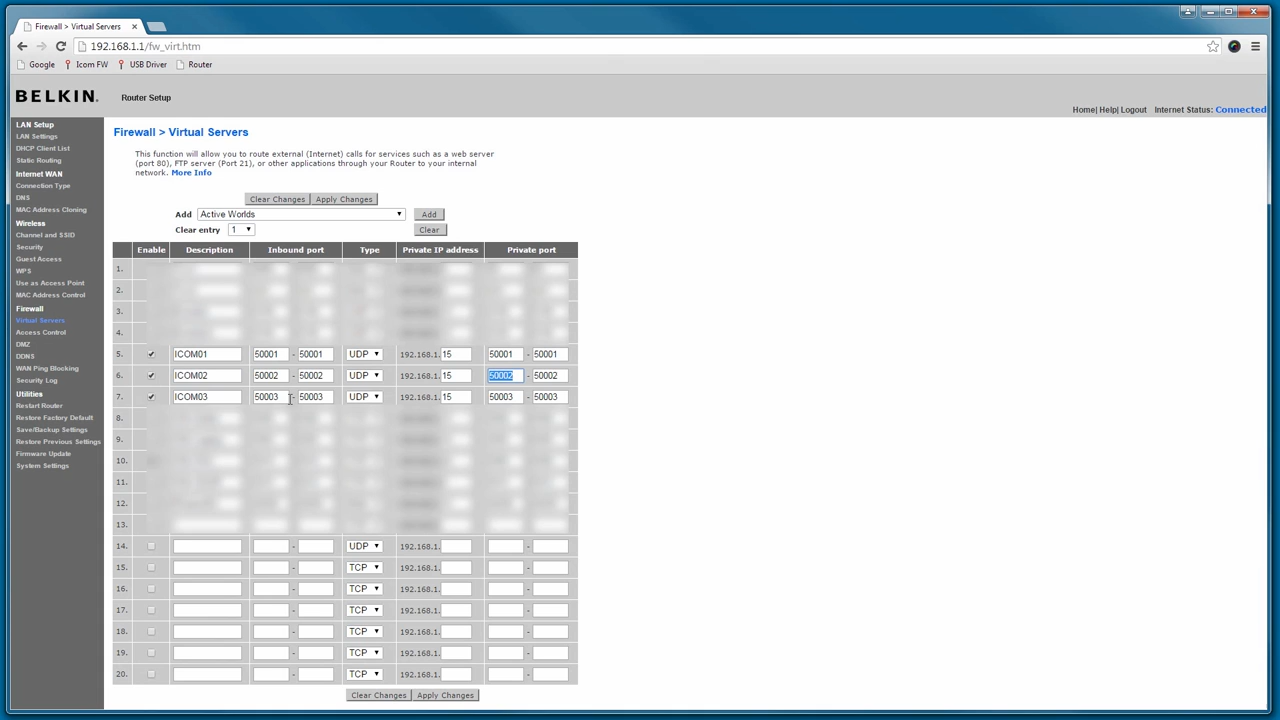 Firewall > Virtual Servers
192.168.1.1/fw_virt.htm
Google Icom FW USB Driver Router
BELKIN. Router Setup
Home| Help| Logout Internet Status: Connected
LAN Setup
LAN Settings
DHCP Client List
Static Routing
Internet WAN
Connection Type
DNS
MAC Address Cloning
Wireless
Channel and SSID
Security
Guest Access
WPS
Use as Access Point
MAC Address Control
Firewall
Virtual Servers
Access Control
DMZ
DDNS
WAN Ping Blocking
Security Log
Utilities
Restart Router
Restore Factory Default
Save/Backup Settings
Restore Previous Settings
Firmware Update
System Settings
Firewall > Virtual Servers
This function will allow you to route external (Internet) calls for services such as a web server
(port 80), FTP server (Port 21), or other applications through your Router to your internal
network. More Info
Clear Changes Apply Changes
Add Active Worlds Add
Clear entry 1 Clear
Enable Description Inbound port Type Private IP address Private port
1.
2.
3.
4.
5. ICOM01 50001 - 50001 UDP 192.168.1. 15 50001 - 50001
6. ICOM02 50002 - 50002 UDP 192.168.1. 15 50002 - 50002
7. ICOM03 50003 - 50003 UDP 192.168.1. 15 50003 - 50003
8.
9.
10.
11.
12.
13.
14. - UDP 192.168.1. -
15. - TCP 192.168.1. -
16. - TCP 192.168.1. -
17. - TCP 192.168.1. -
18. - TCP 192.168.1. -
19. - TCP 192.168.1. -
20. - TCP 192.168.1. -
Clear Changes Apply Changes